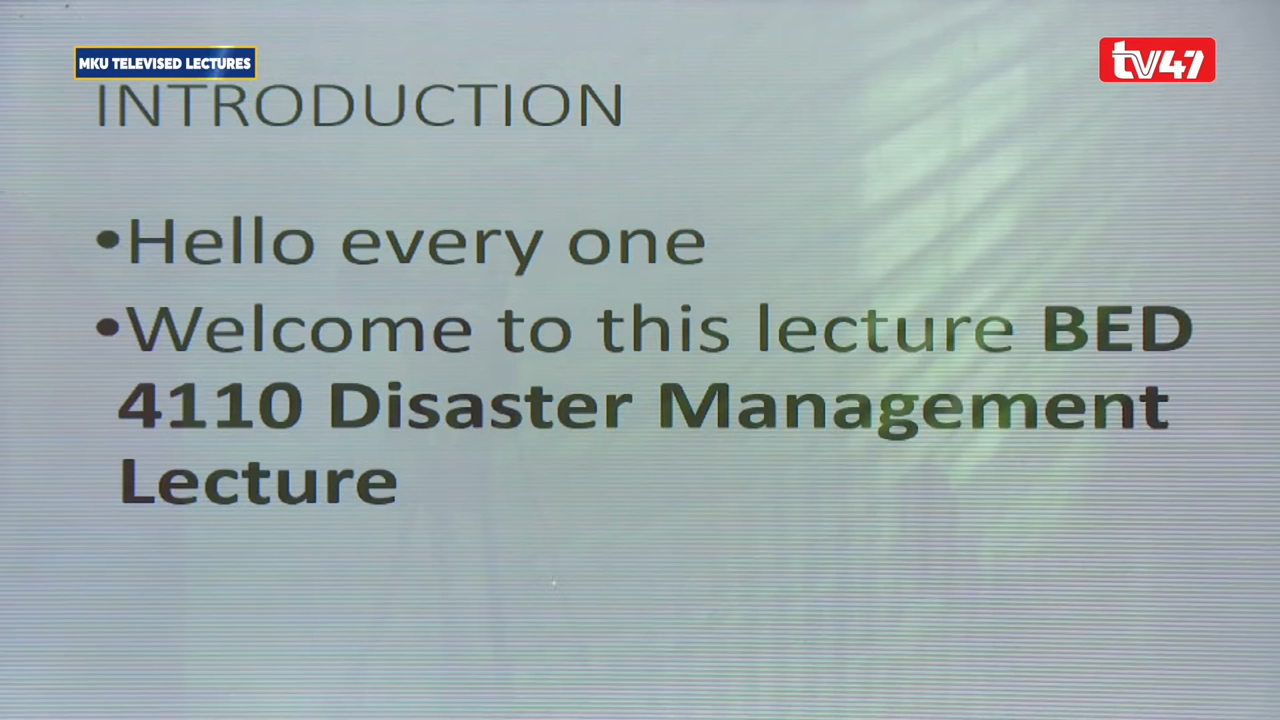 MKU TELEVISED LECTURES
tv47
INTRODUCTION
•Hello every one
•Welcome to this lecture BED
4110 Disaster Management
Lecture